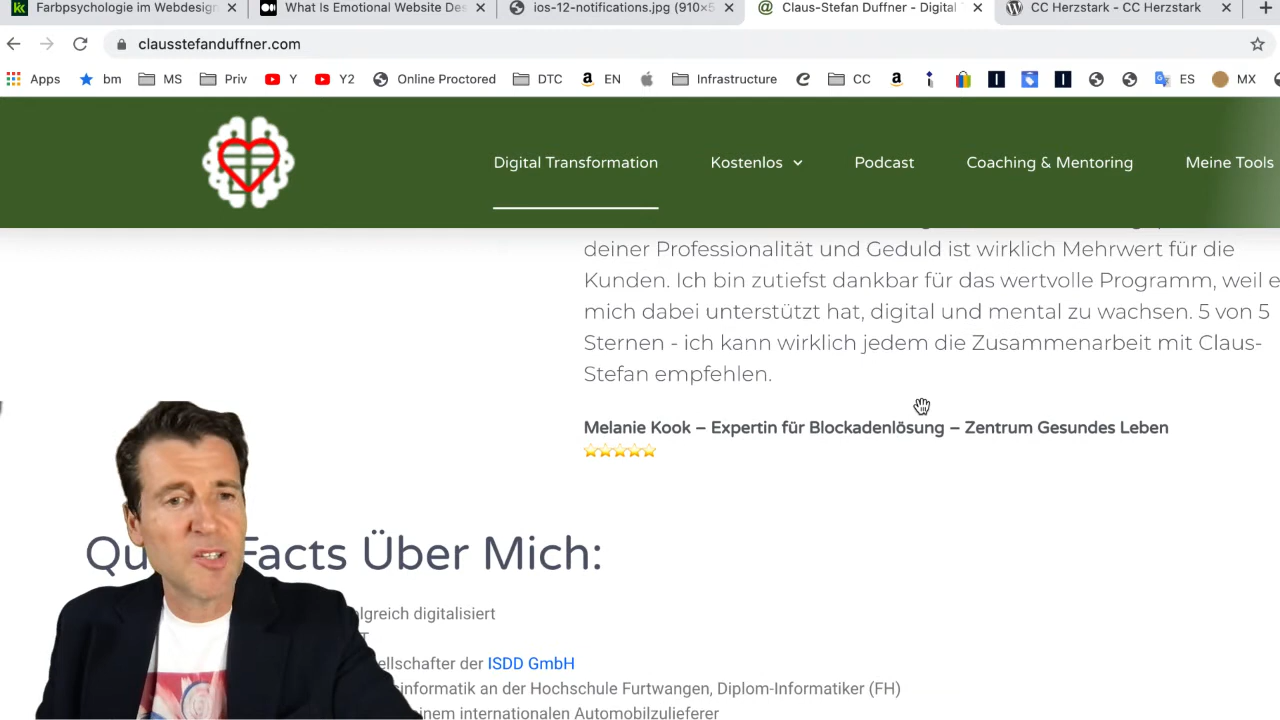 Farbpsychologie im Webdesign
What Is Emotional Website Des
ios-12-notifications.jpg (910×5
Claus-Stefan Duffner - Digital
CC Herzstark - CC Herzstark
clausstefanduffner.com
Apps bm MS Priv Y Y2 Online Proctored DTC EN Infrastructure CC ES MX
Digital Transformation Kostenlos Podcast Coaching & Mentoring Meine Tools
deiner Professionalität und Geduld ist wirklich Mehrwert für die
Kunden. Ich bin zutiefst dankbar für das wertvolle Programm, weil e
mich dabei unterstützt hat, digital und mental zu wachsen. 5 von 5
Sternen - ich kann wirklich jedem die Zusammenarbeit mit Claus-
Stefan empfehlen.
Melanie Kook – Expertin für Blockadenlösung – Zentrum Gesundes Leben
Facts Über Mich:
lgreich digitalisiert
ellschafter der ISDD GmbH
informatik an der Hochschule Furtwangen, Diplom-Informatiker (FH)
einem internationalen Automobilzulieferer